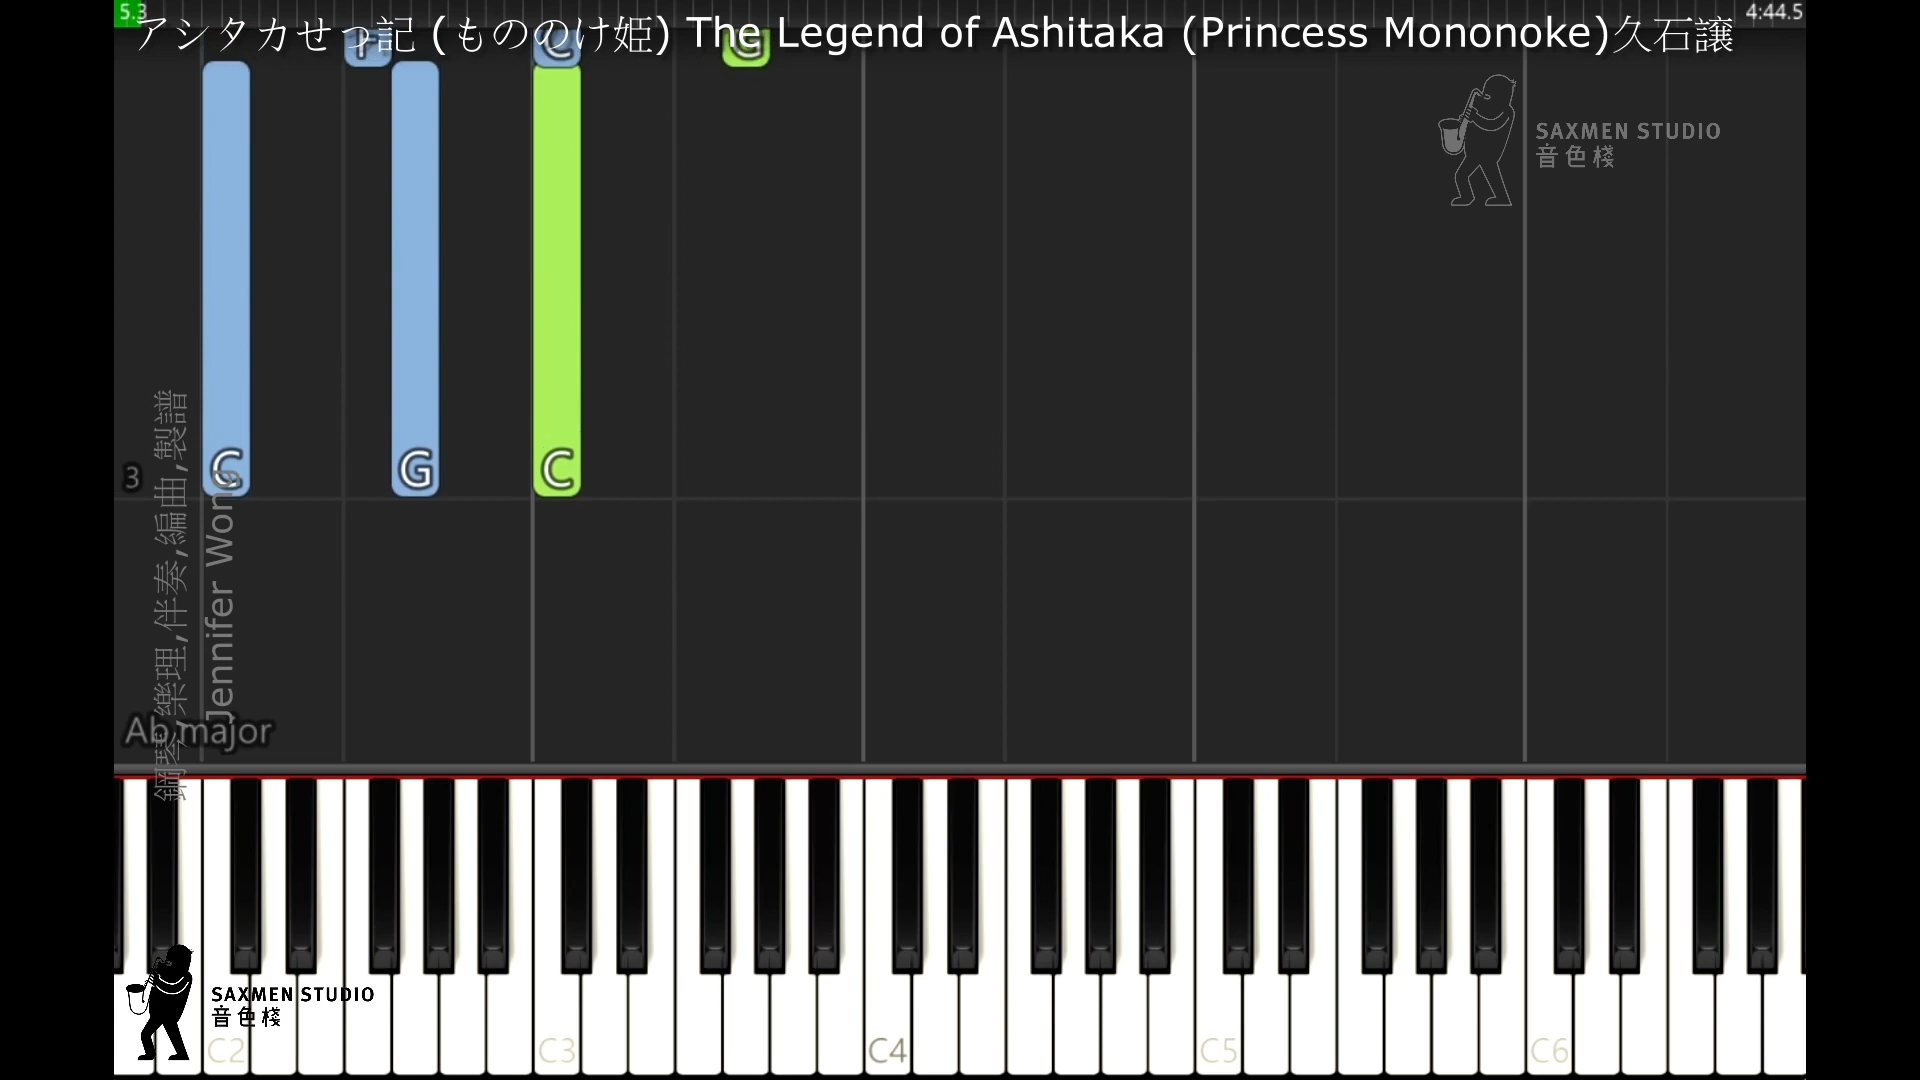 5.3
アシタカせっ記 (もののけ姫) The Legend of Ashitaka (Princess Mononoke)久石譲
4:44.5
F C G
SAXMEN STUDIO
音色棧
C G C
3
鋼琴,樂理,伴奏,編曲,製譜
Jennifer Wong
Ab major
SAXMEN STUDIO
音色棧
C2 C3 C4 C5 C6